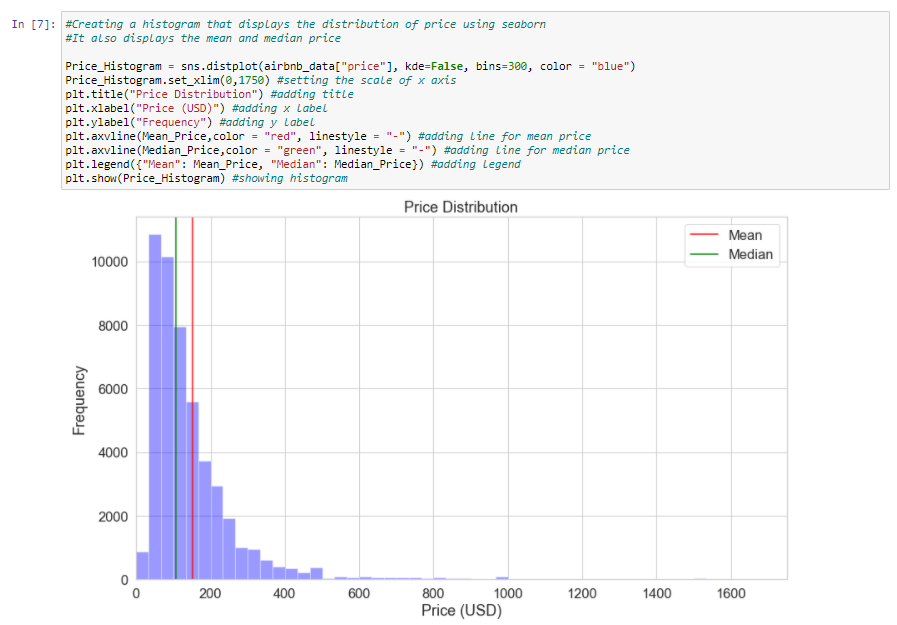 In [7]: #Creating a histogram that displays the distribution of price using seaborn
#It also displays the mean and median price
Price_Histogram = sns.distplot(airbnb_data["price"], kde=False, bins=300, color = "blue")
Price_Histogram.set_xlim(0,1750) #setting the scale of x axis
plt.title("Price Distribution") #adding title
plt.xlabel("Price (USD)") #adding x label
plt.ylabel("Frequency") #adding y label
plt.axvline(Mean_Price,color = "red", linestyle = "-") #adding line for mean price
plt.axvline(Median_Price,color = "green", linestyle = "-") #adding line for median price
plt.legend({"Mean": Mean_Price, "Median": Median_Price}) #adding legend
plt.show(Price_Histogram) #showing histogram
Price Distribution
Mean
Median
10000
8000
6000
4000
2000
0
Frequency
0 200 400 600 800 1000 1200 1400 1600
Price (USD)